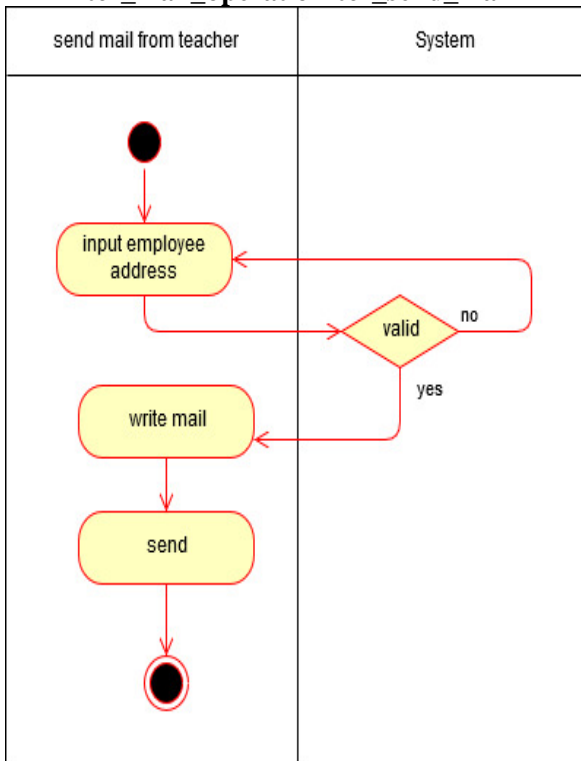 send mail from teacher
System
input employee
address
valid
no
yes
write mail
send